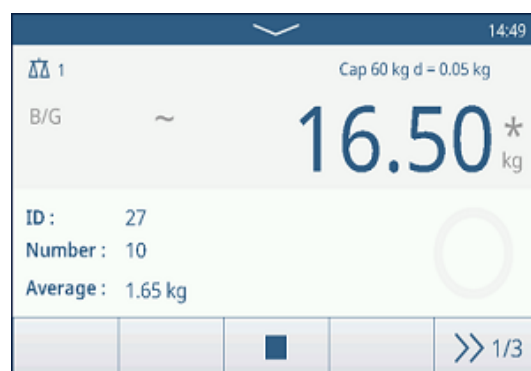 14:49
1 Cap 60 kg d = 0.05 kg
B/G ~ 16.50 *
kg
ID : 27
Number : 10
Average : 1.65 kg
1/3